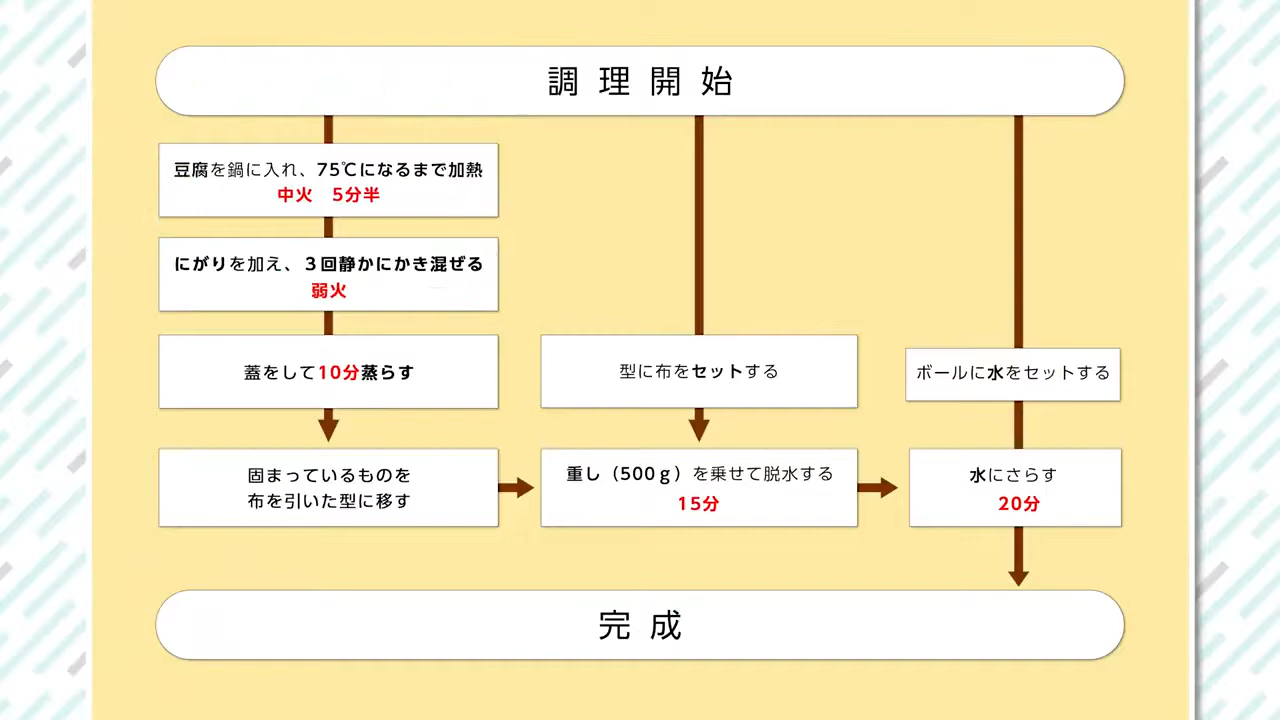 調理開始
豆腐を鍋に入れ、75℃になるまで加熱
中火　5分半
にがりを加え、３回静かにかき混ぜる
弱火
蓋をして10分蒸らす
型に布をセットする
ボールに水をセットする
固まっているものを
布を引いた型に移す
重し（500ｇ）を乗せて脱水する
15分
水にさらす
20分
完成